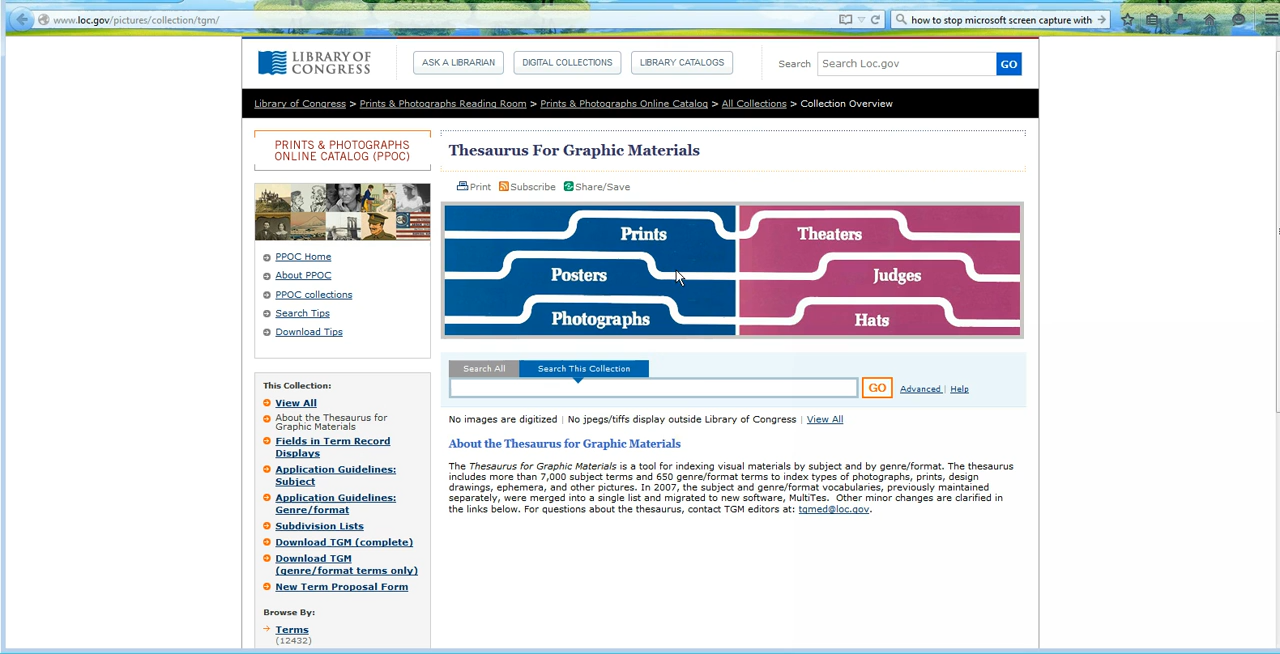 www.loc.gov/pictures/collection/tgm/
how to stop microsoft screen capture with
LIBRARY OF CONGRESS
ASK A LIBRARIAN
DIGITAL COLLECTIONS
LIBRARY CATALOGS
Search
Search Loc.gov
GO
Library of Congress > Prints & Photographs Reading Room > Prints & Photographs Online Catalog > All Collections > Collection Overview
PRINTS & PHOTOGRAPHS
ONLINE CATALOG (PPOC)
PPOC Home
About PPOC
PPOC collections
Search Tips
Download Tips
This Collection:
View All
About the Thesaurus for
Graphic Materials
Fields in Term Record
Displays
Application Guidelines:
Subject
Application Guidelines:
Genre/format
Subdivision Lists
Download TGM (complete)
Download TGM
(genre/format terms only)
New Term Proposal Form
Browse By:
Terms
(12432)
Thesaurus For Graphic Materials
Print
Subscribe
Share/Save
Prints
Theaters
Posters
Judges
Photographs
Hats
Search All
Search This Collection
GO
Advanced | Help
No images are digitized | No jpegs/tiffs display outside Library of Congress | View All
About the Thesaurus for Graphic Materials
The Thesaurus for Graphic Materials is a tool for indexing visual materials by subject and by genre/format. The thesaurus
includes more than 7,000 subject terms and 650 genre/format terms to index types of photographs, prints, design
drawings, ephemera, and other pictures. In 2007, the subject and genre/format vocabularies, previously maintained
separately, were merged into a single list and migrated to new software, MultiTes. Other minor changes are clarified in
the links below. For questions about the thesaurus, contact TGM editors at: tgmed@loc.gov.